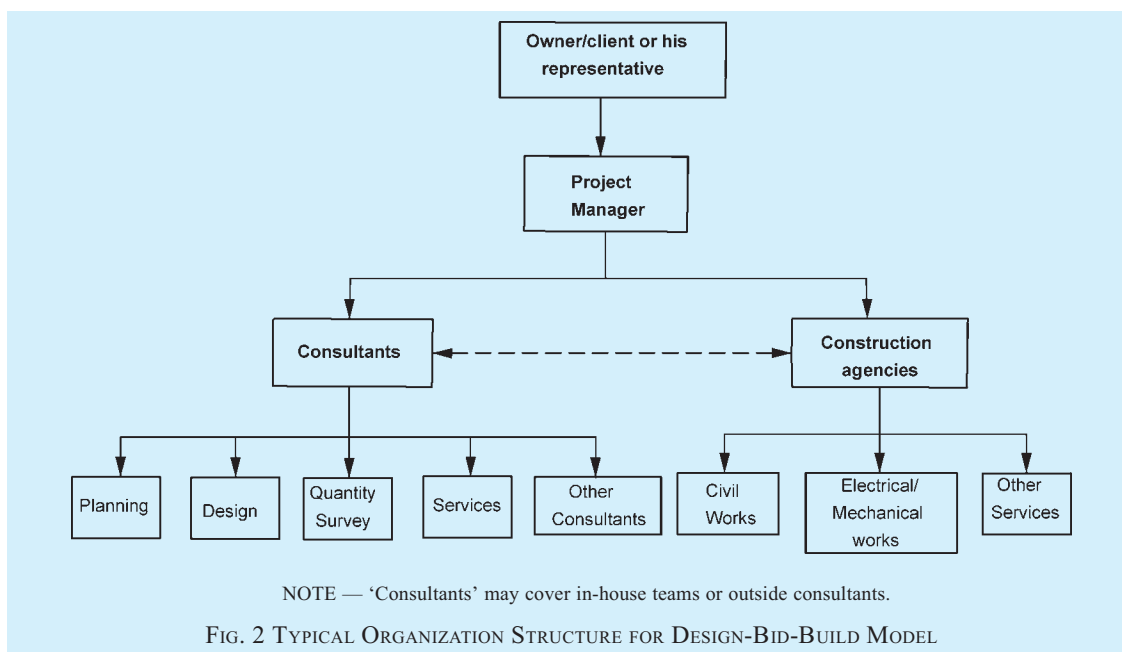 Owner/client or his
representative
Project
Manager
Consultants
Construction
agencies
Planning
Design
Quantity
Survey
Services
Other
Consultants
Civil
Works
Electrical/
Mechanical
works
Other
Services
NOTE — ‘Consultants’ may cover in-house teams or outside consultants.
FIG. 2 TYPICAL ORGANIZATION STRUCTURE FOR DESIGN-BID-BUILD MODEL